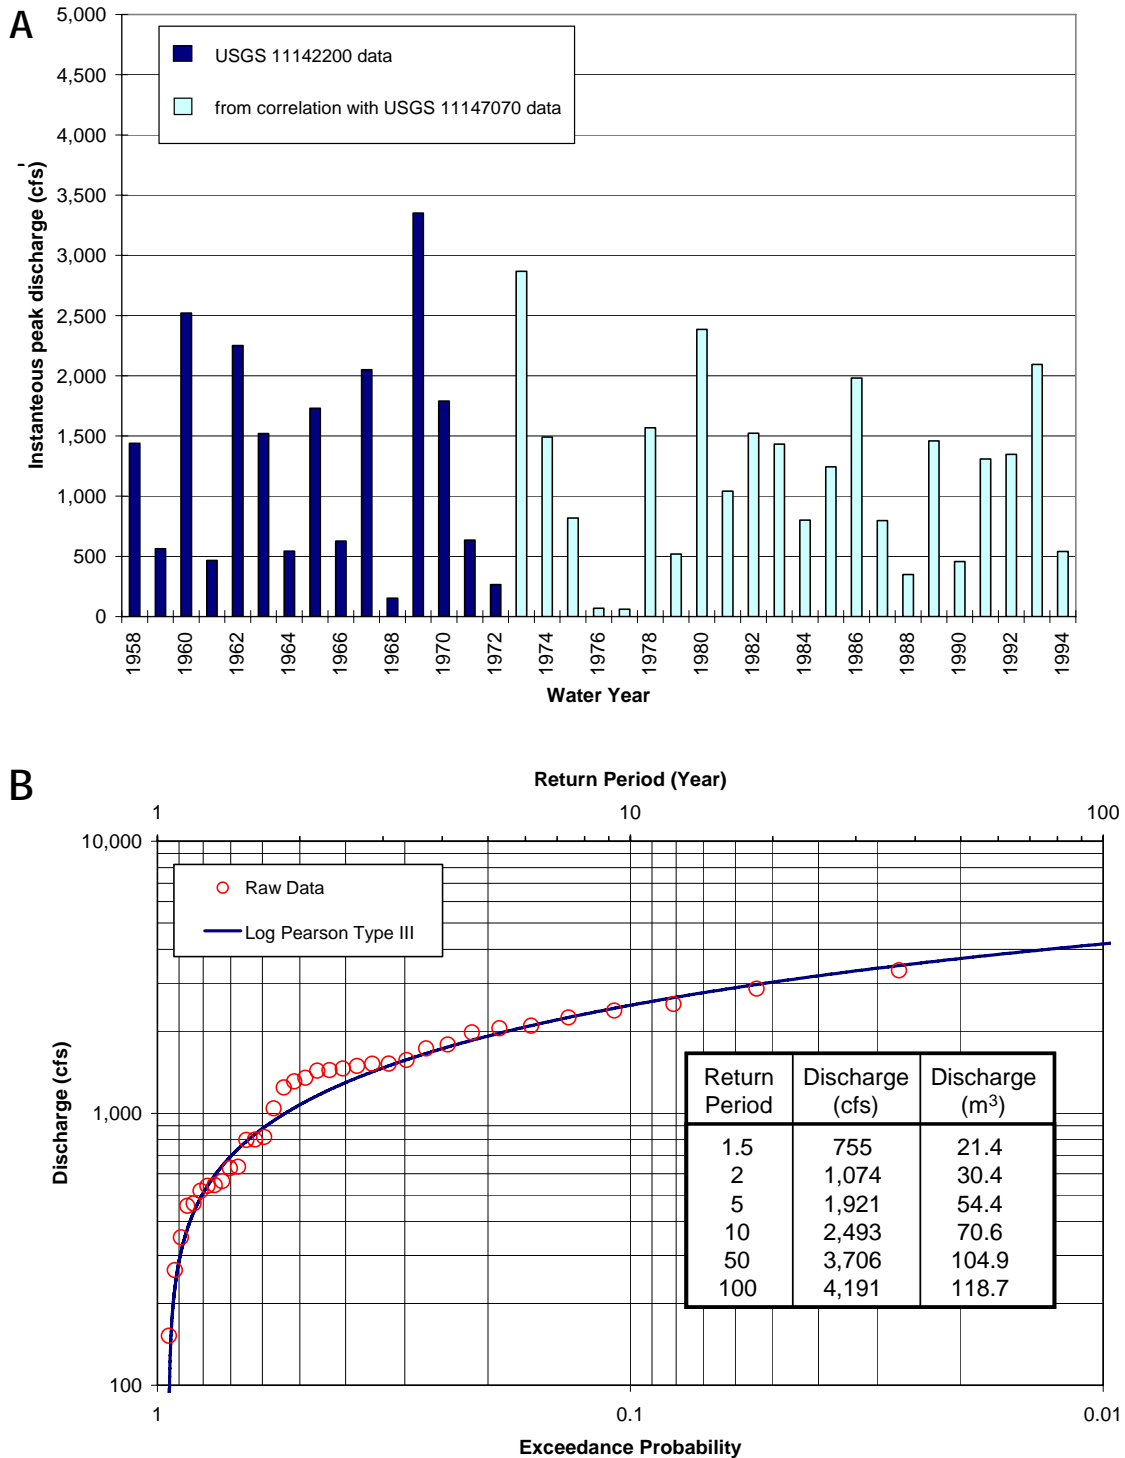 A
5,000
4,500
4,000
3,500
3,000
2,500
2,000
1,500
1,000
500
0
Instanteous peak discharge (cfs)
USGS 11142200 data
from correlation with USGS 11147070 data
1958 1960 1962 1964 1966 1968 1970 1972 1974 1976 1978 1980 1982 1984 1986 1988 1990 1992 1994
Water Year
B
Return Period (Year)
1 10 100
10,000
1,000
100
Discharge (cfs)
Raw Data
Log Pearson Type III
Return Discharge Discharge
Period (cfs) (m³)
1.5 755 21.4
2 1,074 30.4
5 1,921 54.4
10 2,493 70.6
50 3,706 104.9
100 4,191 118.7
1 0.1 0.01
Exceedance Probability